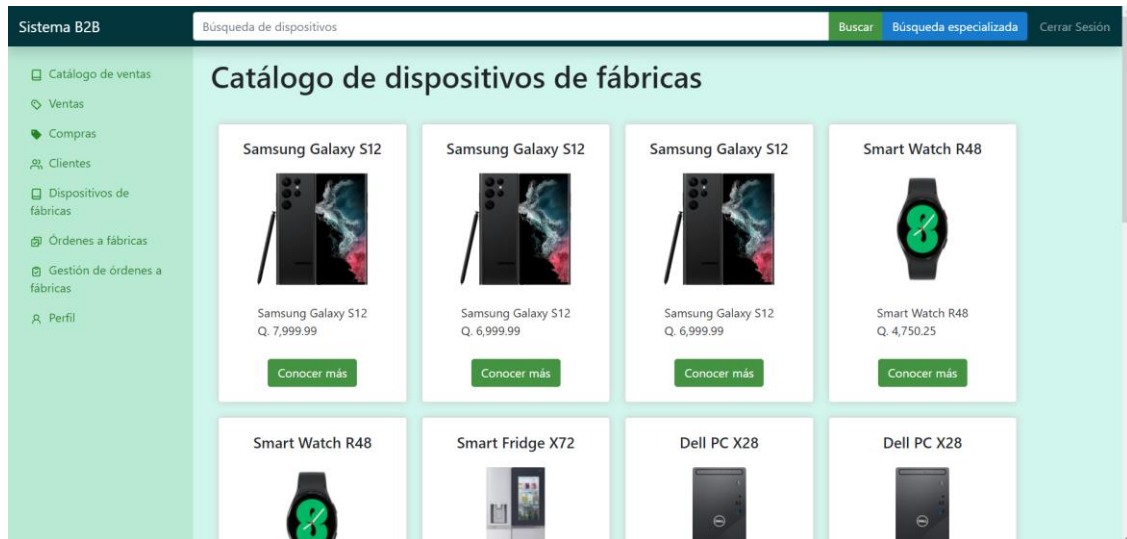 Sistema B2B
Búsqueda de dispositivos
Buscar
Búsqueda especializada
Cerrar Sesión
Catálogo de ventas
Ventas
Compras
Clientes
Dispositivos de
fábricas
Órdenes a fábricas
Gestión de órdenes a
fábricas
Perfil
Catálogo de dispositivos de fábricas
Samsung Galaxy S12
Samsung Galaxy S12
Q. 7,999.99
Conocer más
Samsung Galaxy S12
Samsung Galaxy S12
Q. 6,999.99
Conocer más
Samsung Galaxy S12
Samsung Galaxy S12
Q. 6,999.99
Conocer más
Smart Watch R48
Smart Watch R48
Q. 4,750.25
Conocer más
Smart Watch R48
Smart Fridge X72
Dell PC X28
DELL
Dell PC X28
DELL